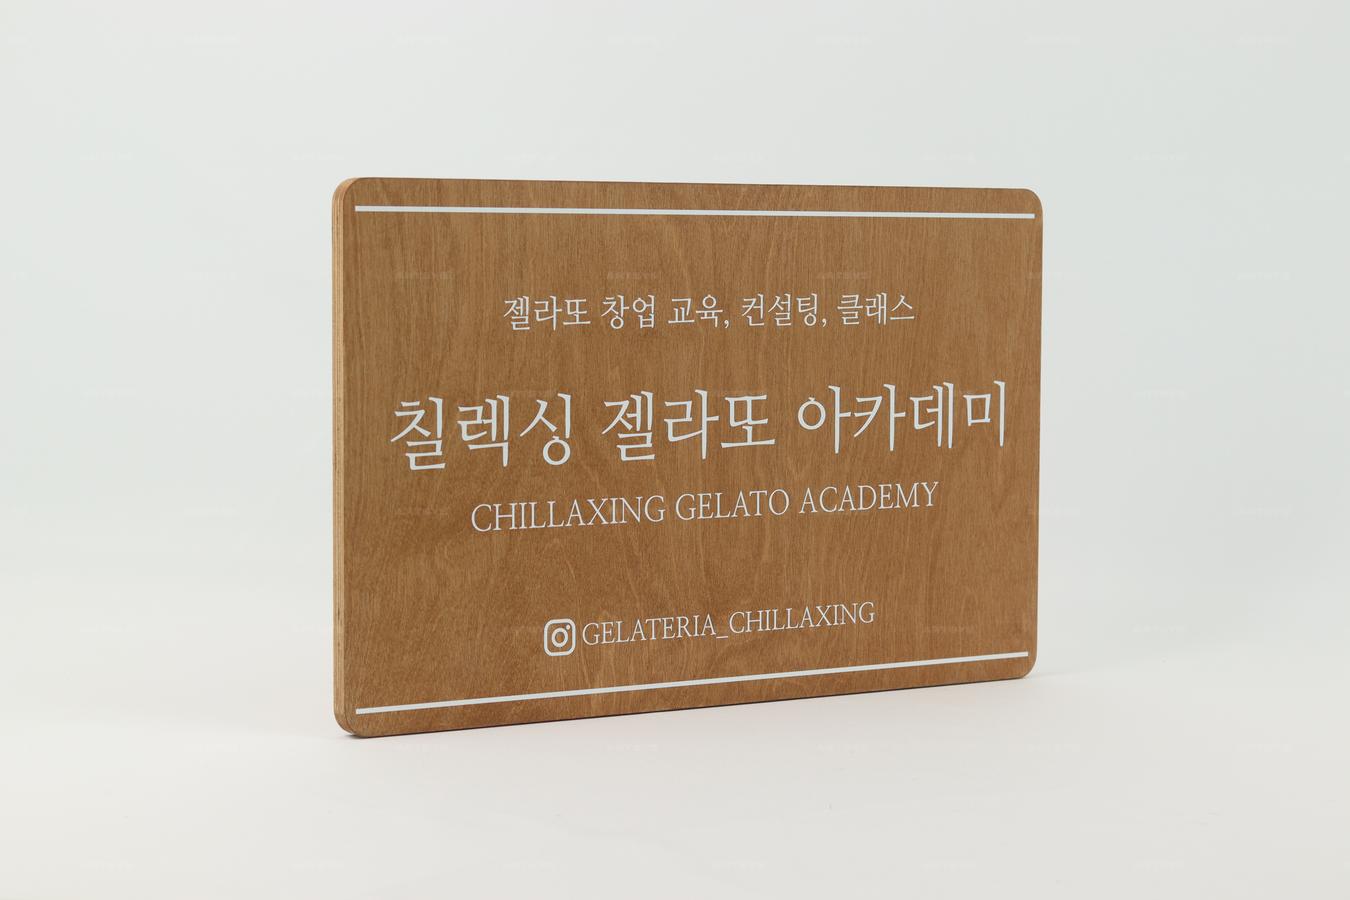 젤라또 창업 교육, 컨설팅, 클래스
칠렉싱 젤라또 아카데미
CHILLAXING GELATO ACADEMY
GELATERIA_CHILLAXING